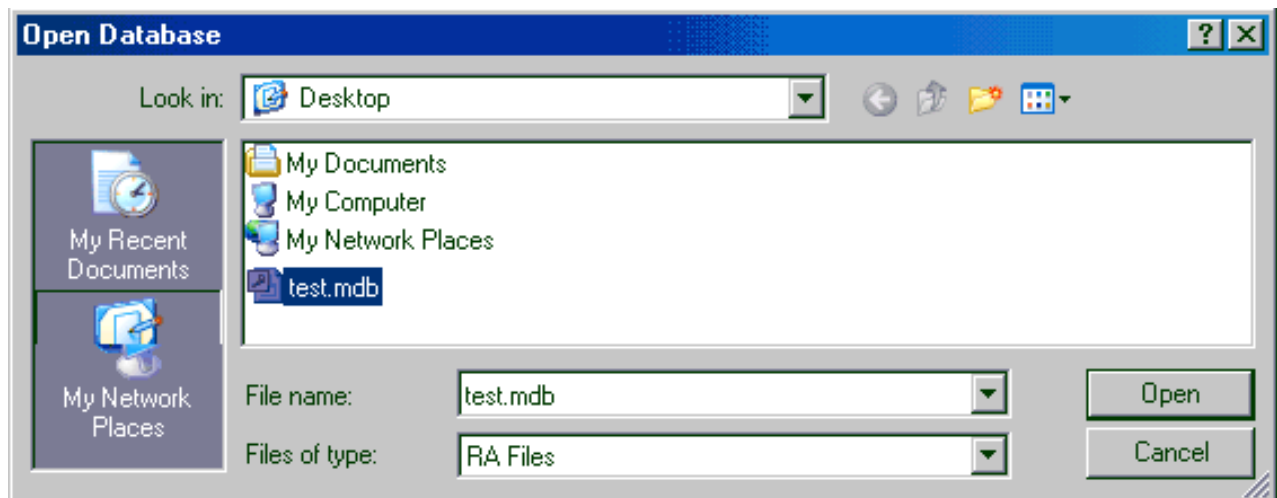 Open Database
Look in: Desktop
My Recent
Documents
My Network
Places
My Documents
My Computer
My Network Places
test.mdb
File name: test.mdb
Open
Files of type: RA Files
Cancel